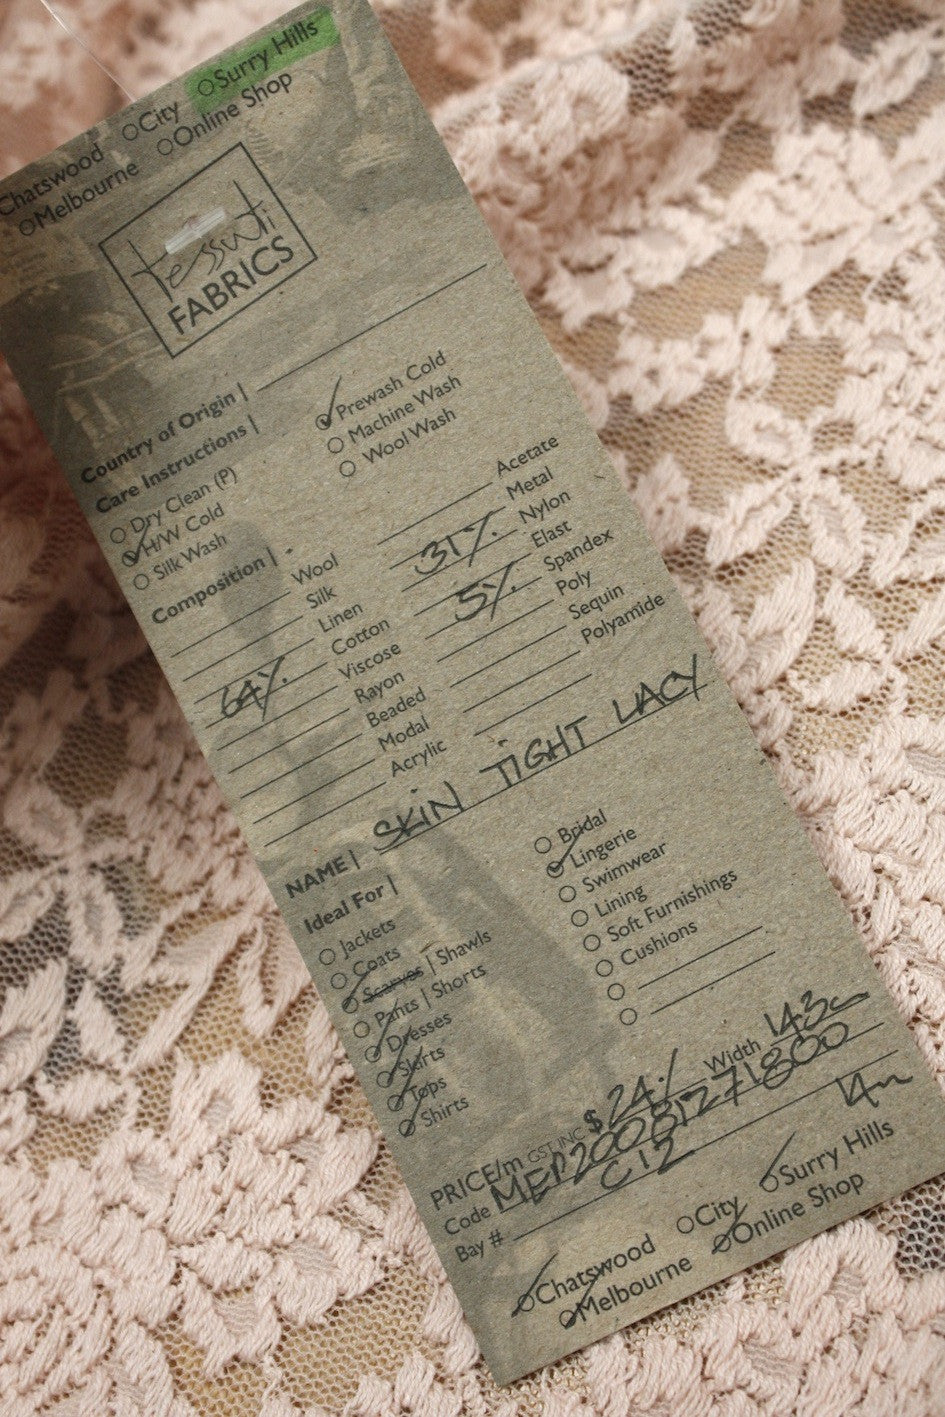 Chatswood
City
Surry Hills
Melbourne
Online Shop
tessuti
FABRICS
Country of Origin |
Care Instructions |
Prewash Cold
Machine Wash
Wool Wash
Dry Clean (P)
H/W Cold
Silk Wash
Composition |
Wool
Silk
Linen
64% Cotton
Viscose
Rayon
Beaded
Modal
Acrylic
Acetate
Metal
31% Nylon
Elast
5% Spandex
Poly
Sequin
Polyamide
NAME | SKIN TIGHT LACY
Ideal For |
Jackets
Coats
Scarves | Shawls
Pants | Shorts
Dresses
Skirts
Tops
Shirts
Bridal
Lingerie
Swimwear
Lining
Soft Furnishings
Cushions
PRICE/m GST.INC $24 Width 143c
Code
Bay # C12 14m
Chatswood
City
Surry Hills
Melbourne
Online Shop